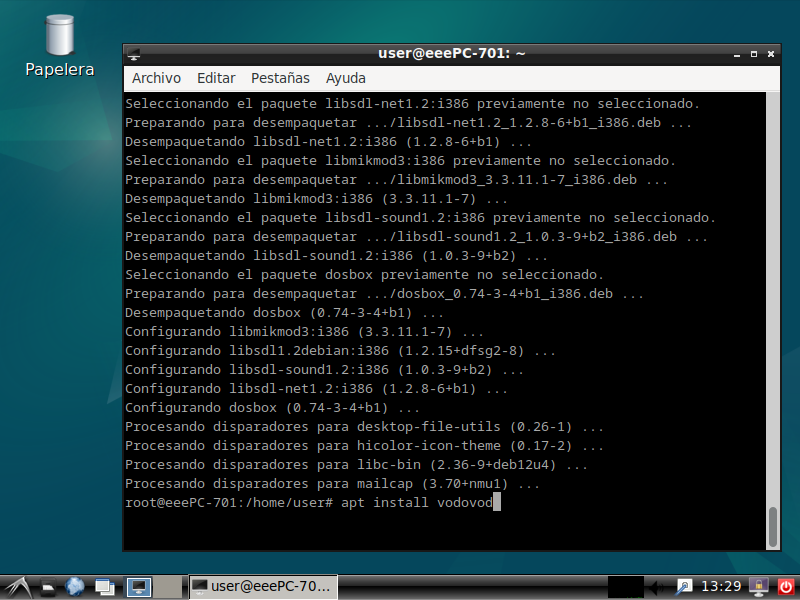 Papelera
user@eeePC-701: ~
Archivo Editar Pestañas Ayuda
Seleccionando el paquete libsdl-net1.2:i386 previamente no seleccionado.
Preparando para desempaquetar .../libsdl-net1.2_1.2.8-6+b1_i386.deb ...
Desempaquetando libsdl-net1.2:i386 (1.2.8-6+b1) ...
Seleccionando el paquete libmikmod3:i386 previamente no seleccionado.
Preparando para desempaquetar .../libmikmod3_3.3.11.1-7_i386.deb ...
Desempaquetando libmikmod3:i386 (3.3.11.1-7) ...
Seleccionando el paquete libsdl-sound1.2:i386 previamente no seleccionado.
Preparando para desempaquetar .../libsdl-sound1.2_1.0.3-9+b2_i386.deb ...
Desempaquetando libsdl-sound1.2:i386 (1.0.3-9+b2) ...
Seleccionando el paquete dosbox previamente no seleccionado.
Preparando para desempaquetar .../dosbox_0.74-3-4+b1_i386.deb ...
Desempaquetando dosbox (0.74-3-4+b1) ...
Configurando libmikmod3:i386 (3.3.11.1-7) ...
Configurando libsdl1.2debian:i386 (1.2.15+dfsg2-8) ...
Configurando libsdl-sound1.2:i386 (1.0.3-9+b2) ...
Configurando libsdl-net1.2:i386 (1.2.8-6+b1) ...
Configurando dosbox (0.74-3-4+b1) ...
Procesando disparadores para desktop-file-utils (0.26-1) ...
Procesando disparadores para hicolor-icon-theme (0.17-2) ...
Procesando disparadores para libc-bin (2.36-9+deb12u4) ...
Procesando disparadores para mailcap (3.70+nmu1) ...
root@eeePC-701:/home/user# apt install vodovod
user@eeePC-70...
13:29